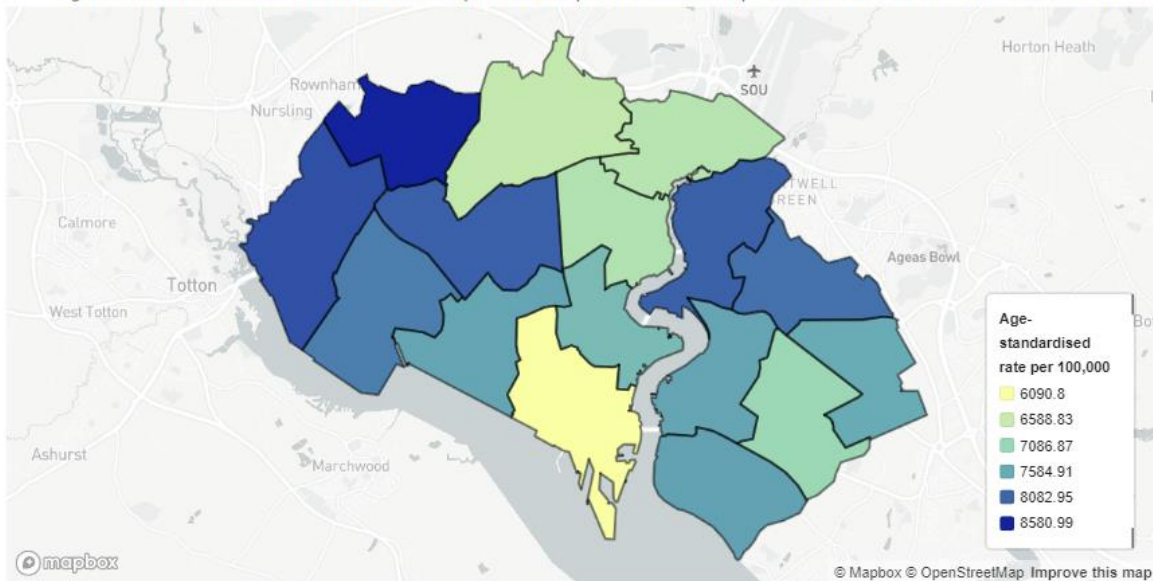 Horton Heath
Rownham
SOU
Nursling
TWELL
REEN
Calmore
Ageas Bowl
Totton
West Totton
Bo
Age-
standardised
rate per 100,000
6090.8
6588.83
7086.87
7584.91
8082.95
8580.99
Ashurst
Marchwood
mapbox
© Mapbox © OpenStreetMap Improve this map